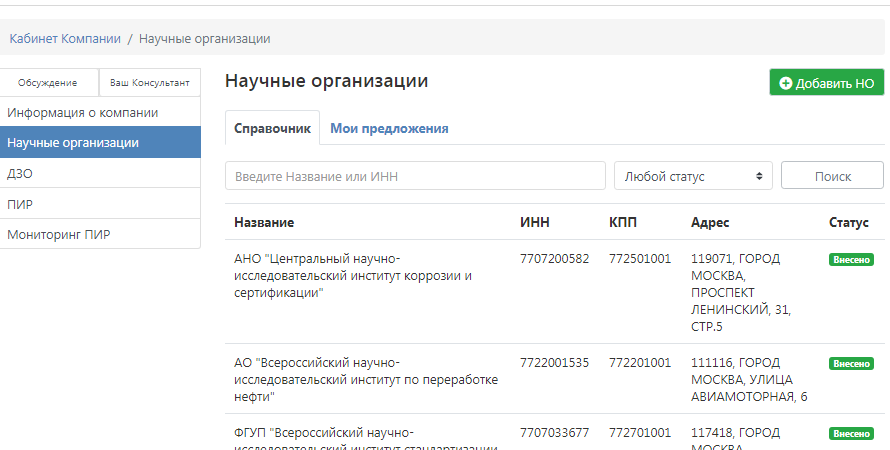 Кабинет Компании / Научные организации
Обсуждение
Ваш Консультант
Информация о компании
Научные организации
ДЗО
ПИР
Мониторинг ПИР
Научные организации
Добавить НО
Справочник
Мои предложения
Введите Название или ИНН
Любой статус
Поиск
Название ИНН КПП Адрес Статус
АНО "Центральный научно-
исследовательский институт коррозии и
сертификации"
7707200582
772501001
119071, ГОРОД
МОСКВА,
ПРОСПЕКТ
ЛЕНИНСКИЙ, 31,
СТР.5
Внесено
АО "Всероссийский научно-
исследовательский институт по переработке
нефти"
7722001535
772201001
111116, ГОРОД
МОСКВА, УЛИЦА
АВИАМОТОРНАЯ, 6
Внесено
ФГУП "Всероссийский научно-
исследовательский институт стандартизации
7707033677
772701001
117418, ГОРОД
МОСКВА
Внесено